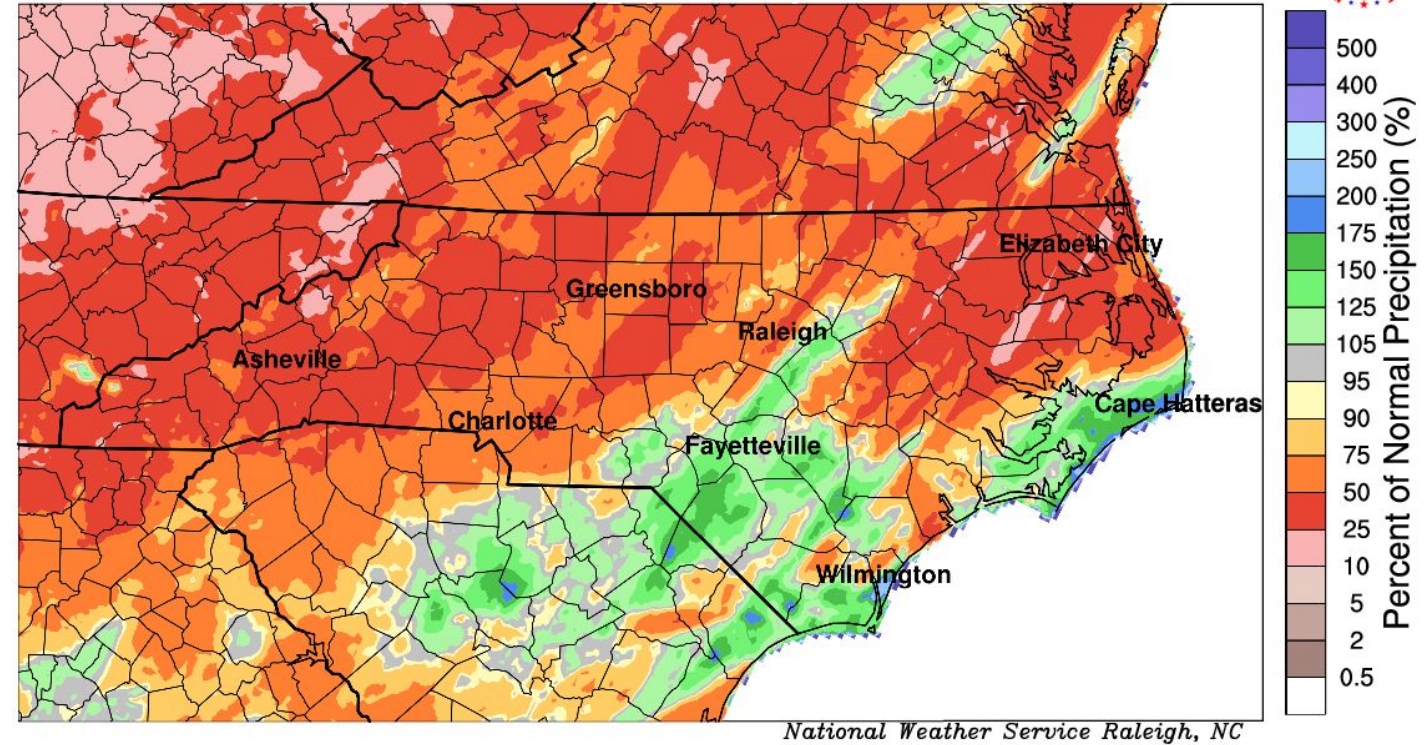 Elizabeth City
Greensboro
Raleigh
Asheville
Cape Hatteras
Charlotte
Fayetteville
Wilmington
National Weather Service Raleigh, NC
500
400
300
250
200
175
150
125
105
95
90
75
50
25
10
5
2
0.5
Percent of Normal Precipitation (%)